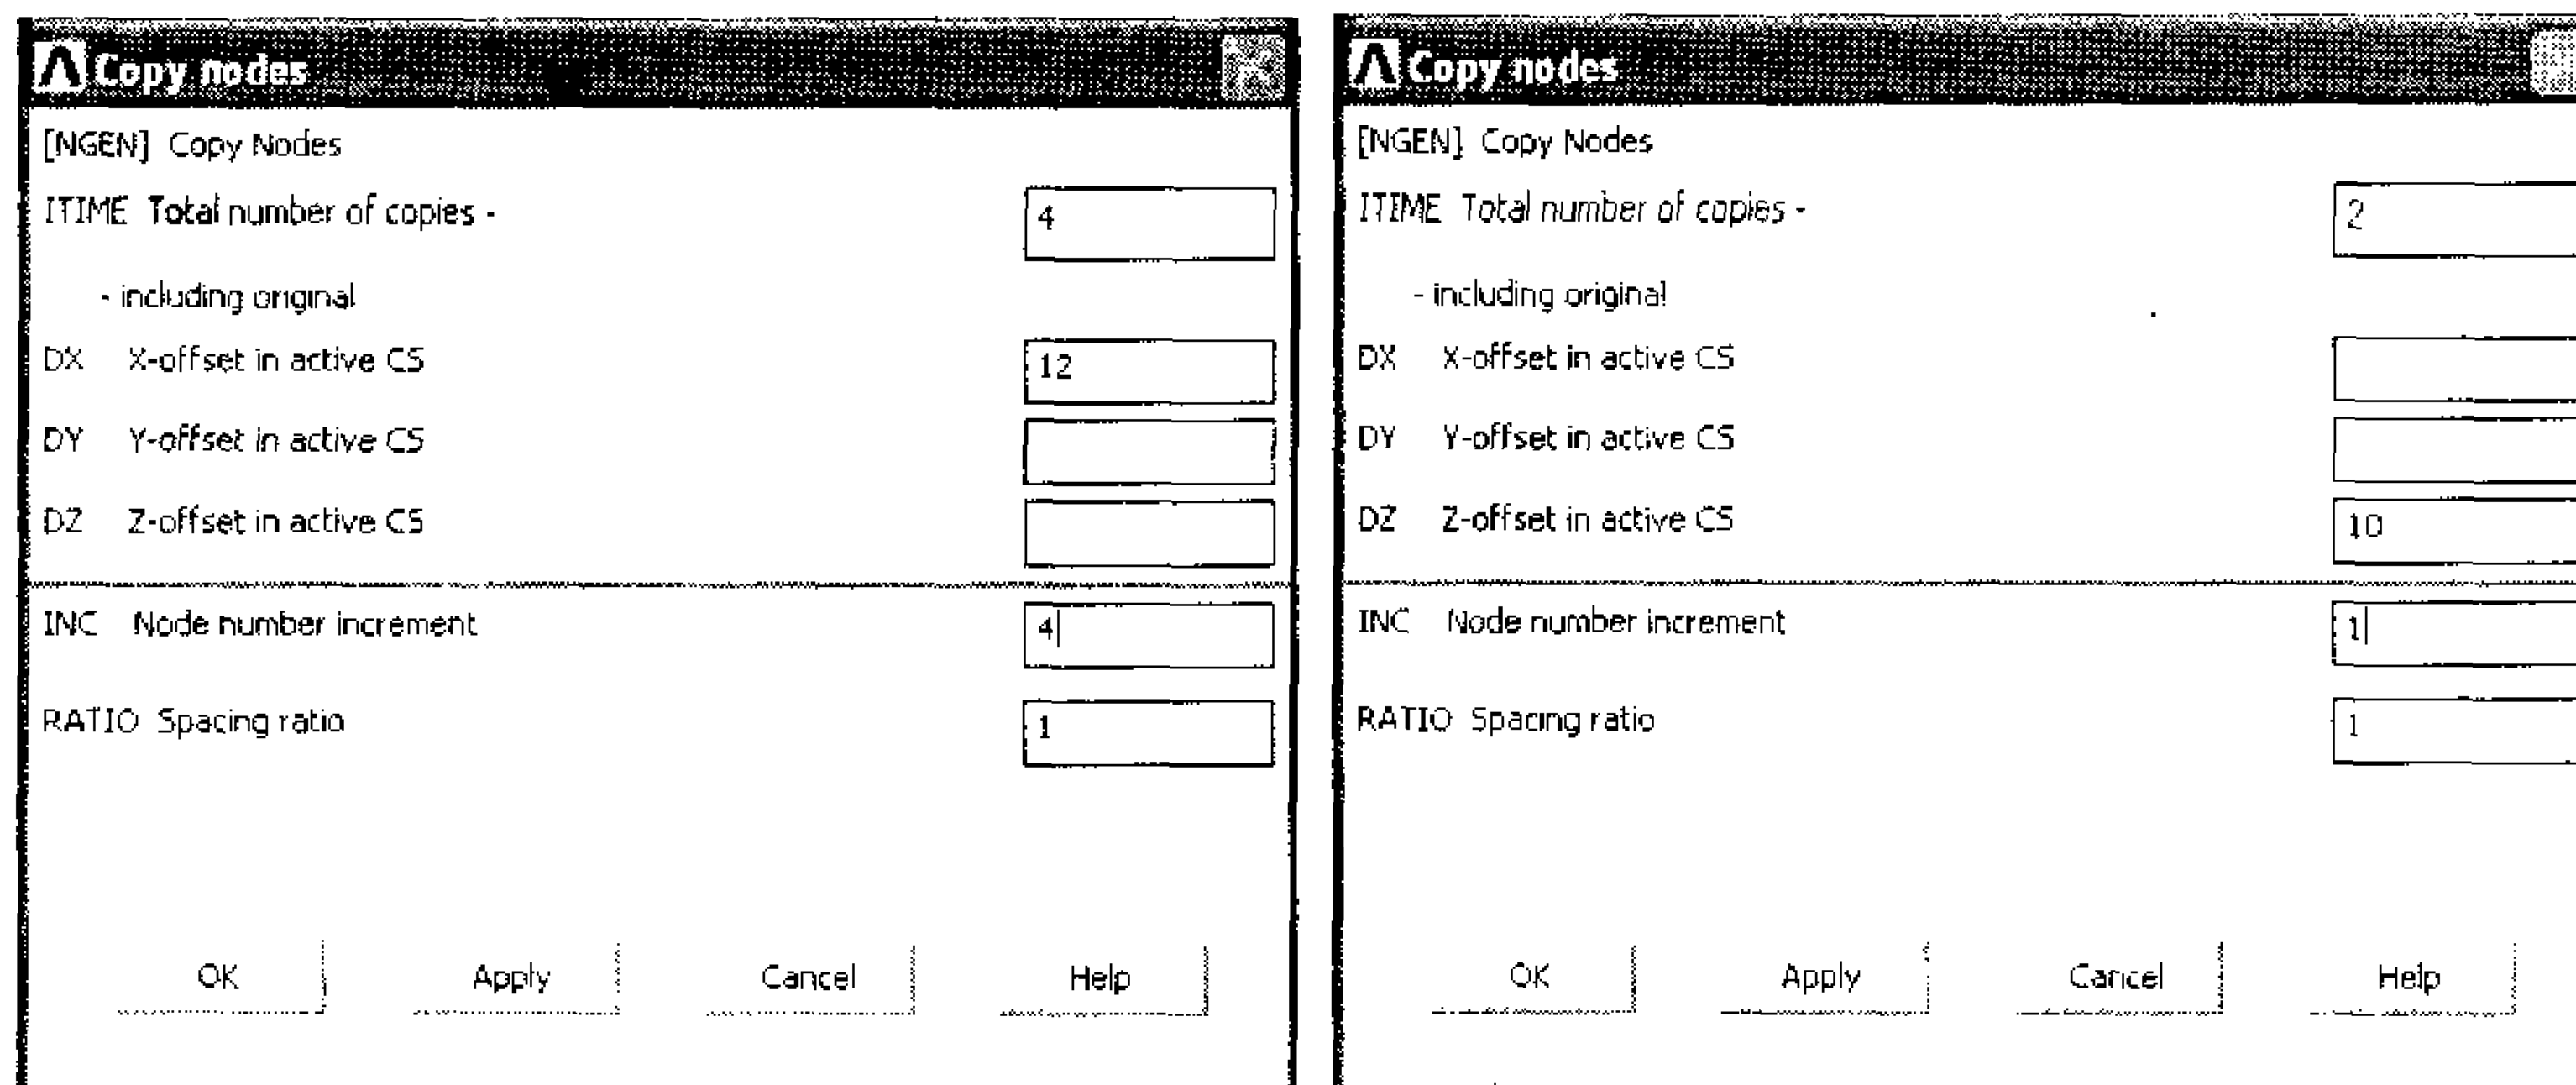 Copy nodes
[NGEN] Copy Nodes
ITIME Total number of copies - 4
- including original
DX X-offset in active CS 12
DY Y-offset in active CS
DZ Z-offset in active CS
INC Node number increment 4
RATIO Spacing ratio 1
OK Apply Cancel Help
Copy nodes
[NGEN] Copy Nodes
ITIME Total number of copies - 2
- including original
DX X-offset in active CS
DY Y-offset in active CS
DZ Z-offset in active CS 10
INC Node number increment 1
RATIO Spacing ratio 1
OK Apply Cancel Help